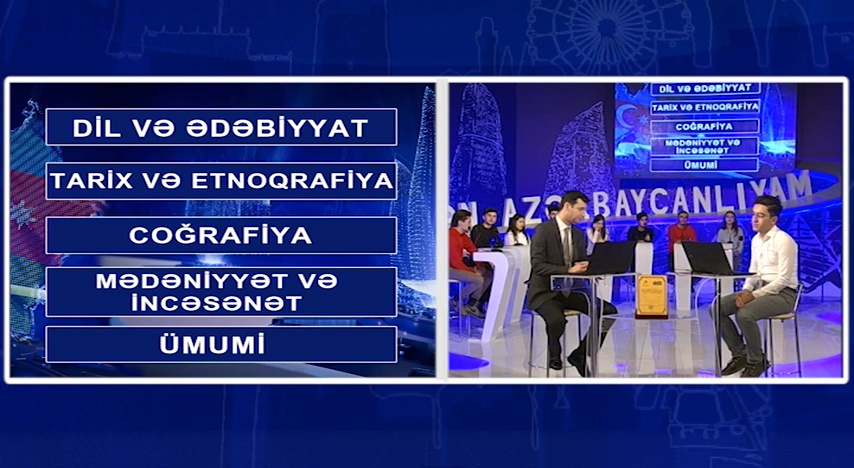 DİL VƏ ƏDƏBİYYAT
TARİX VƏ ETNOQRAFİYA
COĞRAFİYA
MƏDƏNİYYƏT VƏ
İNCƏSƏNƏT
ÜMUMİ
DİL VƏ ƏDƏBİYYAT
TARİX VƏ ETNOQRAFİYA
COĞRAFİYA
MƏDƏNİYYƏT VƏ
İNCƏSƏNƏT
ÜMUMİ
AZƏRBAYCANLIYAM